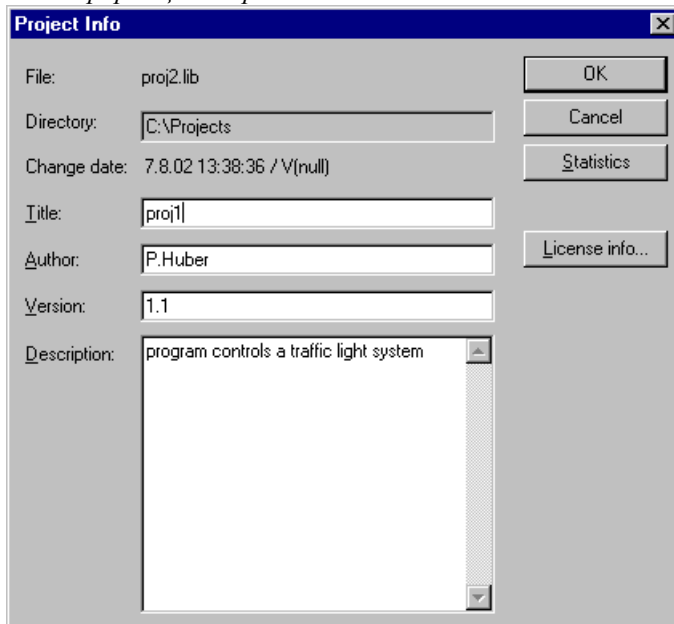 Project Info
File: proj2.lib
OK
Directory: C:\Projects
Cancel
Change date: 7.8.02 13:38:36 / V(null)
Statistics
Title: proj1
Author: P.Huber
License info...
Version: 1.1
Description: program controls a traffic light system